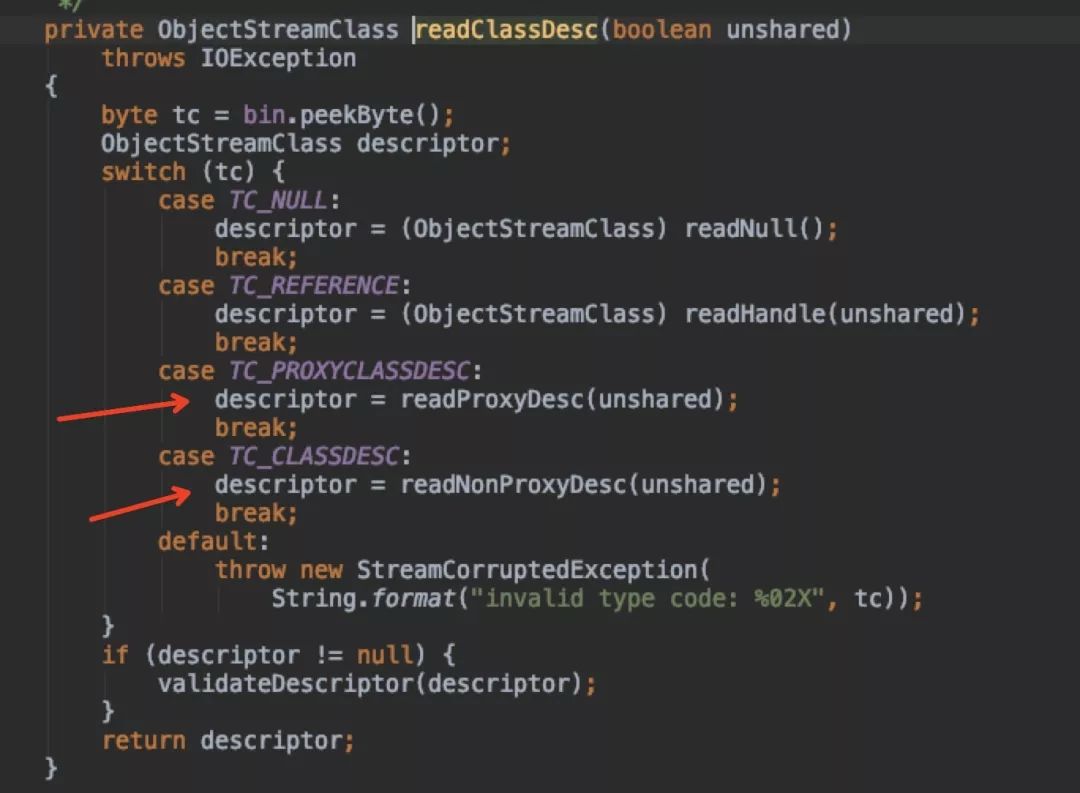 */
private ObjectStreamClass readClassDesc(boolean unshared)
    throws IOException
{
    byte tc = bin.peekByte();
    ObjectStreamClass descriptor;
    switch (tc) {
        case TC_NULL:
            descriptor = (ObjectStreamClass) readNull();
            break;
        case TC_REFERENCE:
            descriptor = (ObjectStreamClass) readHandle(unshared);
            break;
        case TC_PROXYCLASSDESC:
            descriptor = readProxyDesc(unshared);
            break;
        case TC_CLASSDESC:
            descriptor = readNonProxyDesc(unshared);
            break;
        default:
            throw new StreamCorruptedException(
                String.format("invalid type code: %02X", tc));
    }
    if (descriptor != null) {
        validateDescriptor(descriptor);
    }
    return descriptor;
}